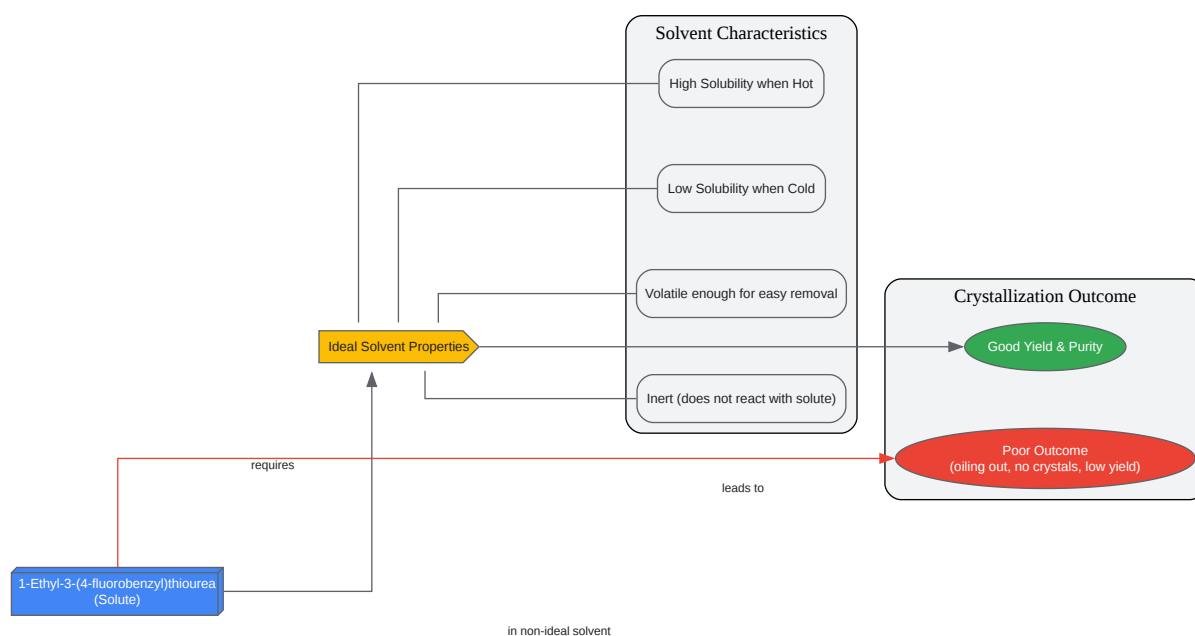 Solvent Characteristics
High Solubility when Hot
Low Solubility when Cold
Volatile enough for easy removal
Crystallization Outcome
Ideal Solvent Properties
Good Yield & Purity
Inert (does not react with solute)
Poor Outcome
(oiling out, no crystals, low yield)
requires
leads to
1-Ethyl-3-(4-fluorobenzyl)thiourea
(Solute)
in non-ideal solvent